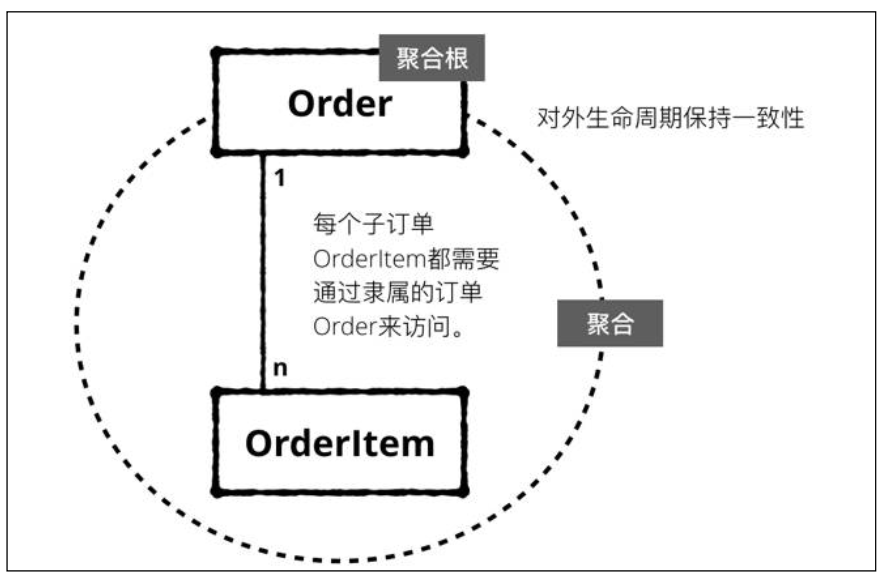 聚合根
Order
对外生命周期保持一致性
1
每个子订单
OrderItem都需要
通过隶属的订单
Order来访问。
聚合
n
OrderItem